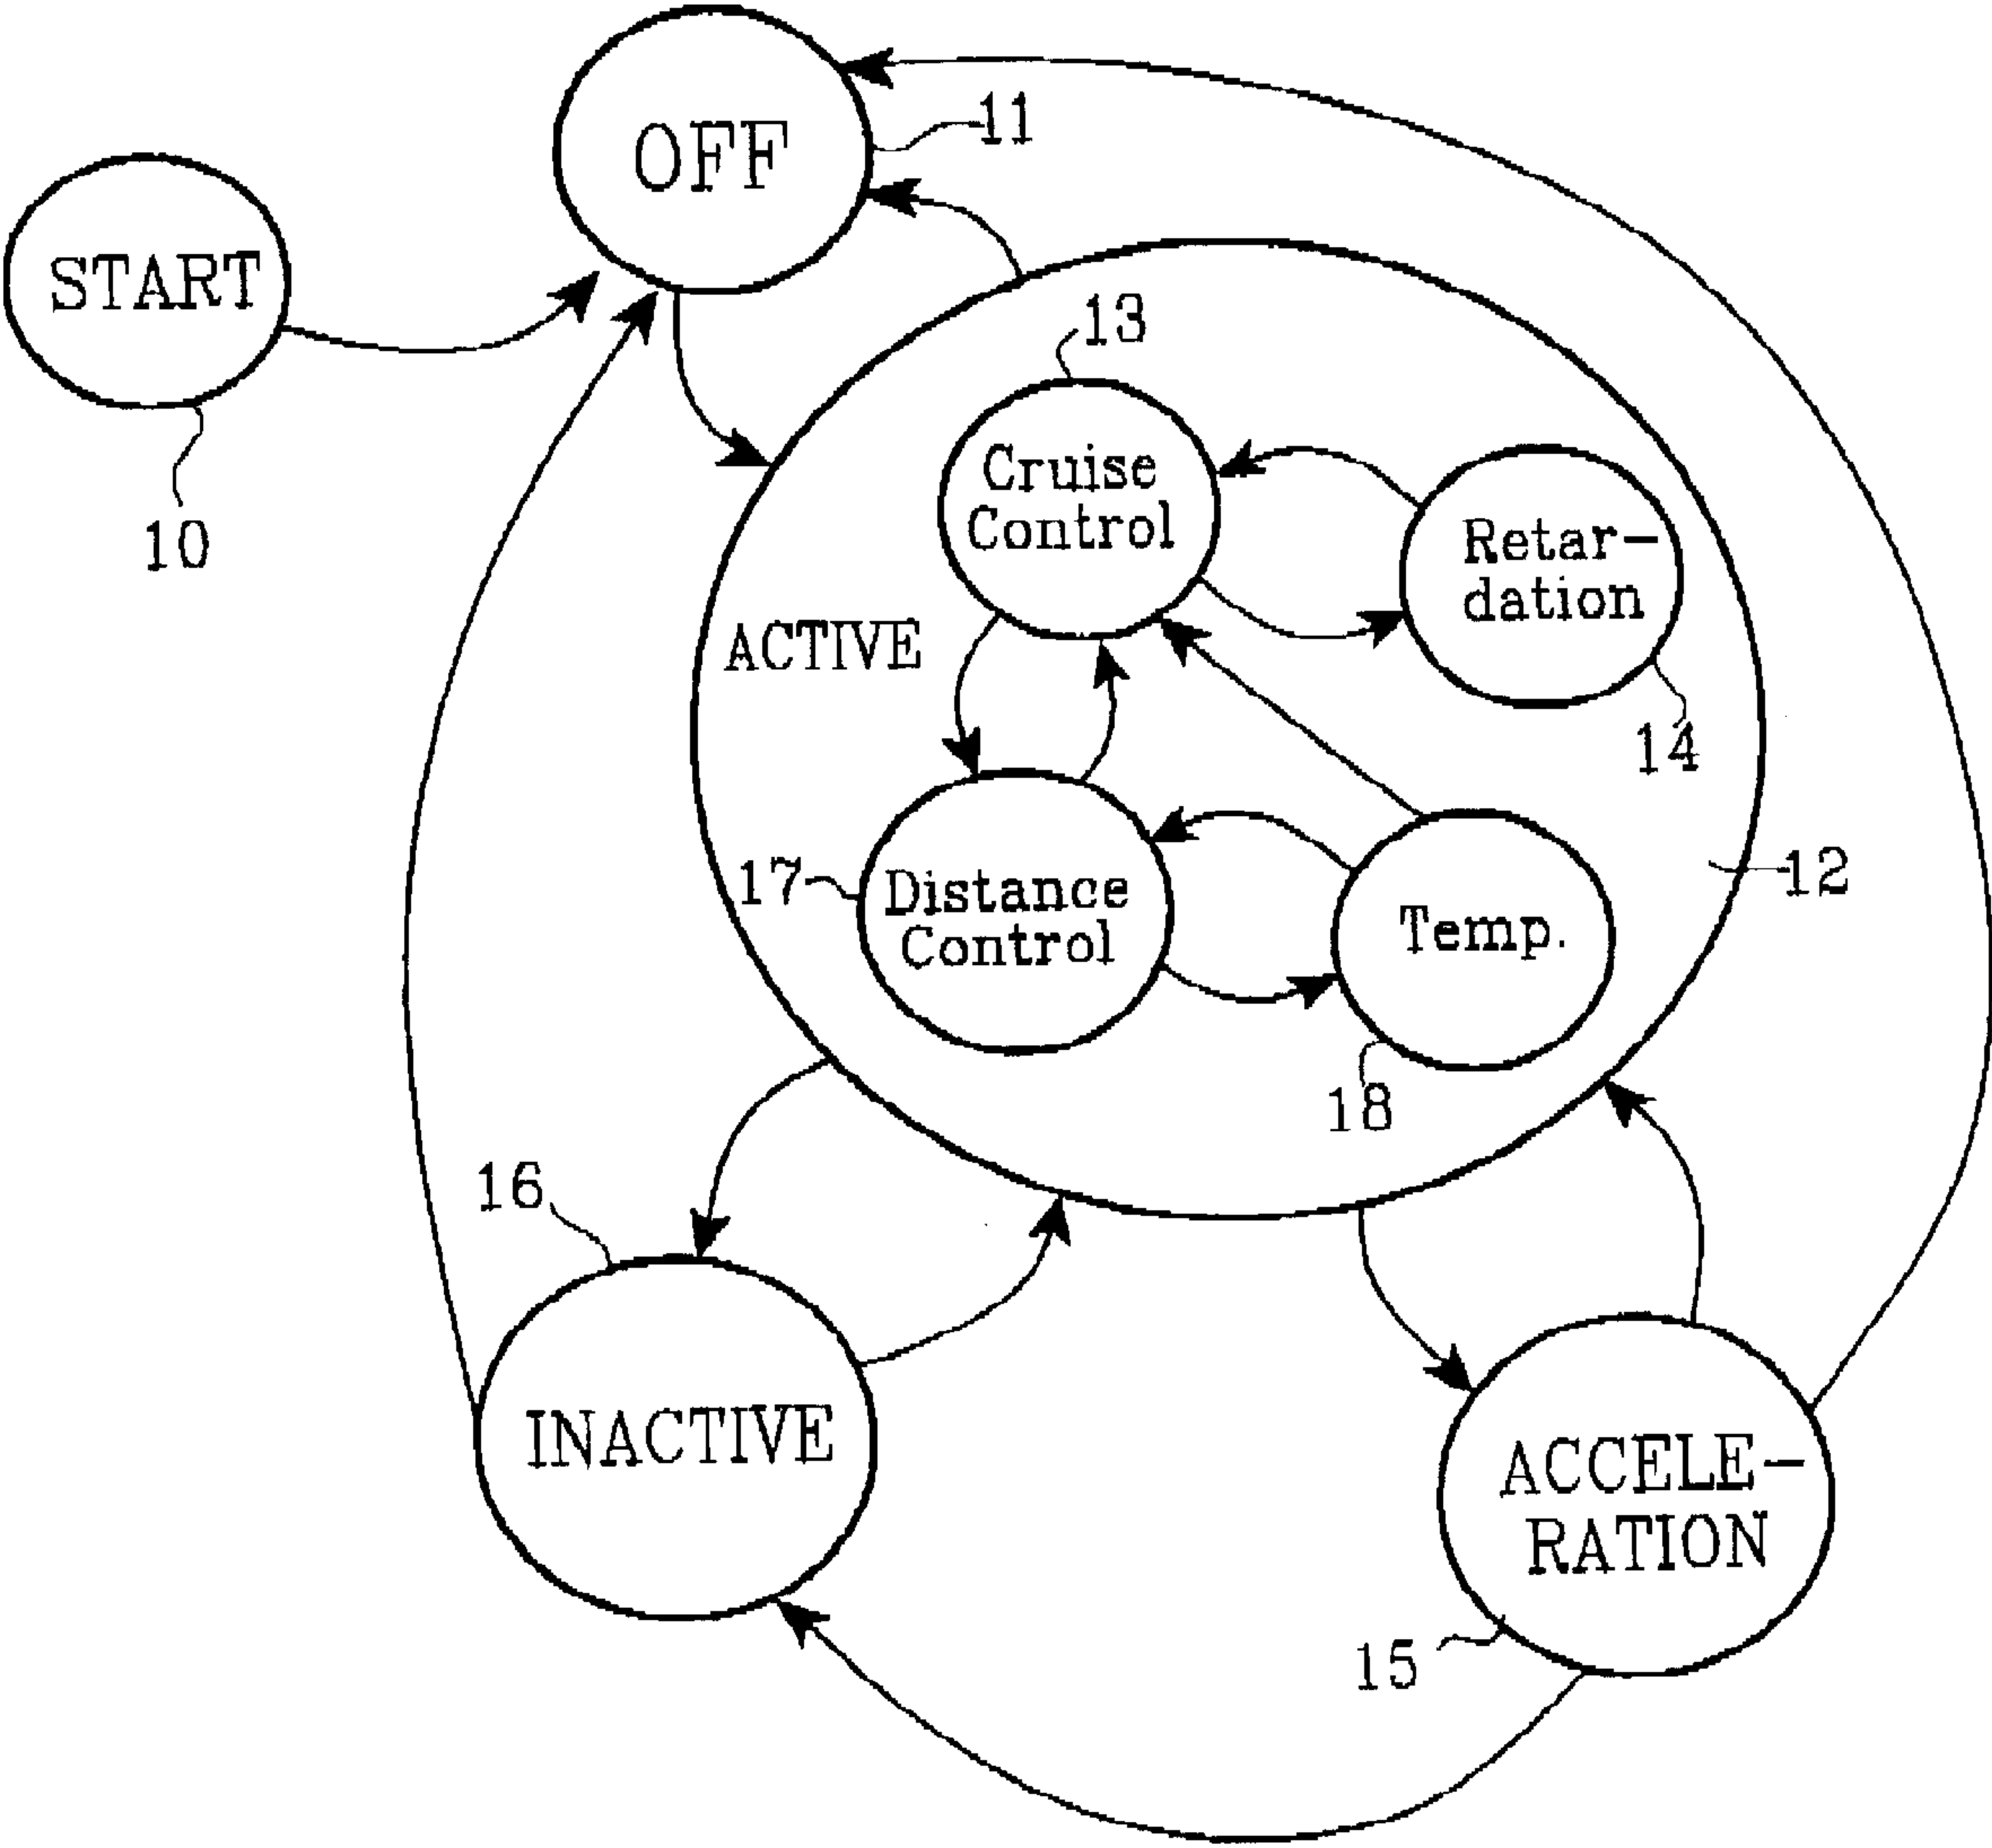 OFF
11
START
10
13
Cruise
Control
Retar-
dation
14
ACTIVE
17
Distance
Control
Temp.
12
18
16
INACTIVE
ACCELE-
RATION
15